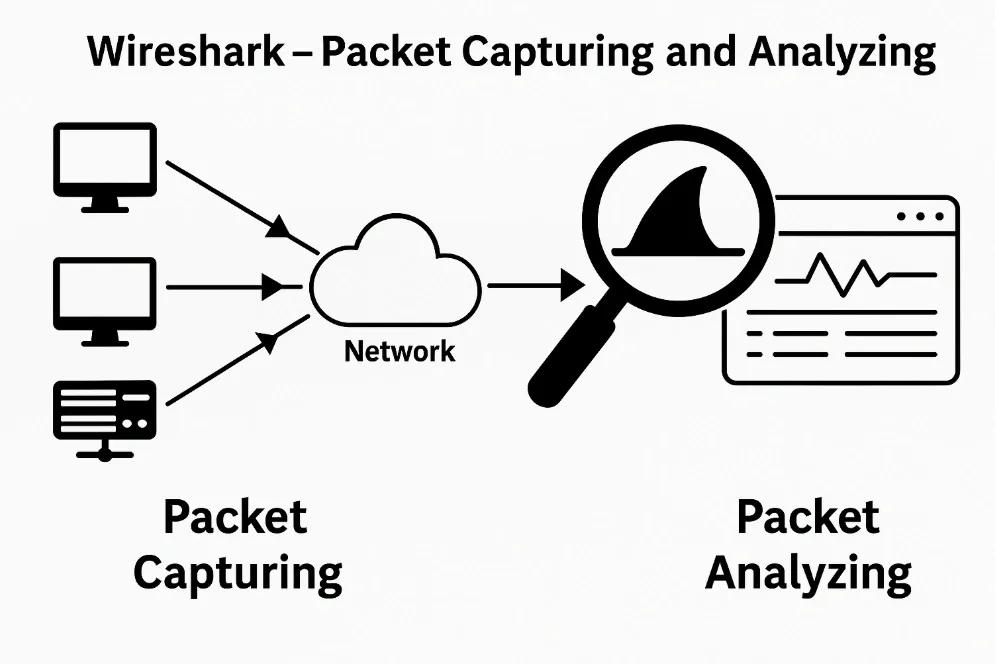 Wireshark – Packet Capturing and Analyzing
Network
Packet
Capturing
Packet
Analyzing